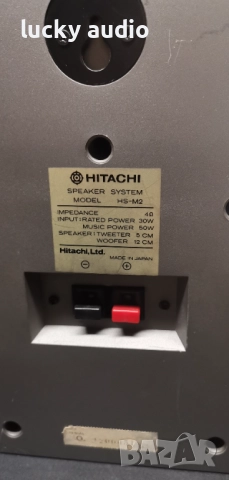 lucky audio
HITACHI
SPEAKER SYSTEM
MODEL HS-M2
IMPEDANCE 4Ω
INPUT:RATED POWER 30W
MUSIC POWER 50W
SPEAKER:TWEETER 5 CM
WOOFER 12 CM
Hitachi,Ltd. MADE IN JAPAN
⊖ ⊕
bazar